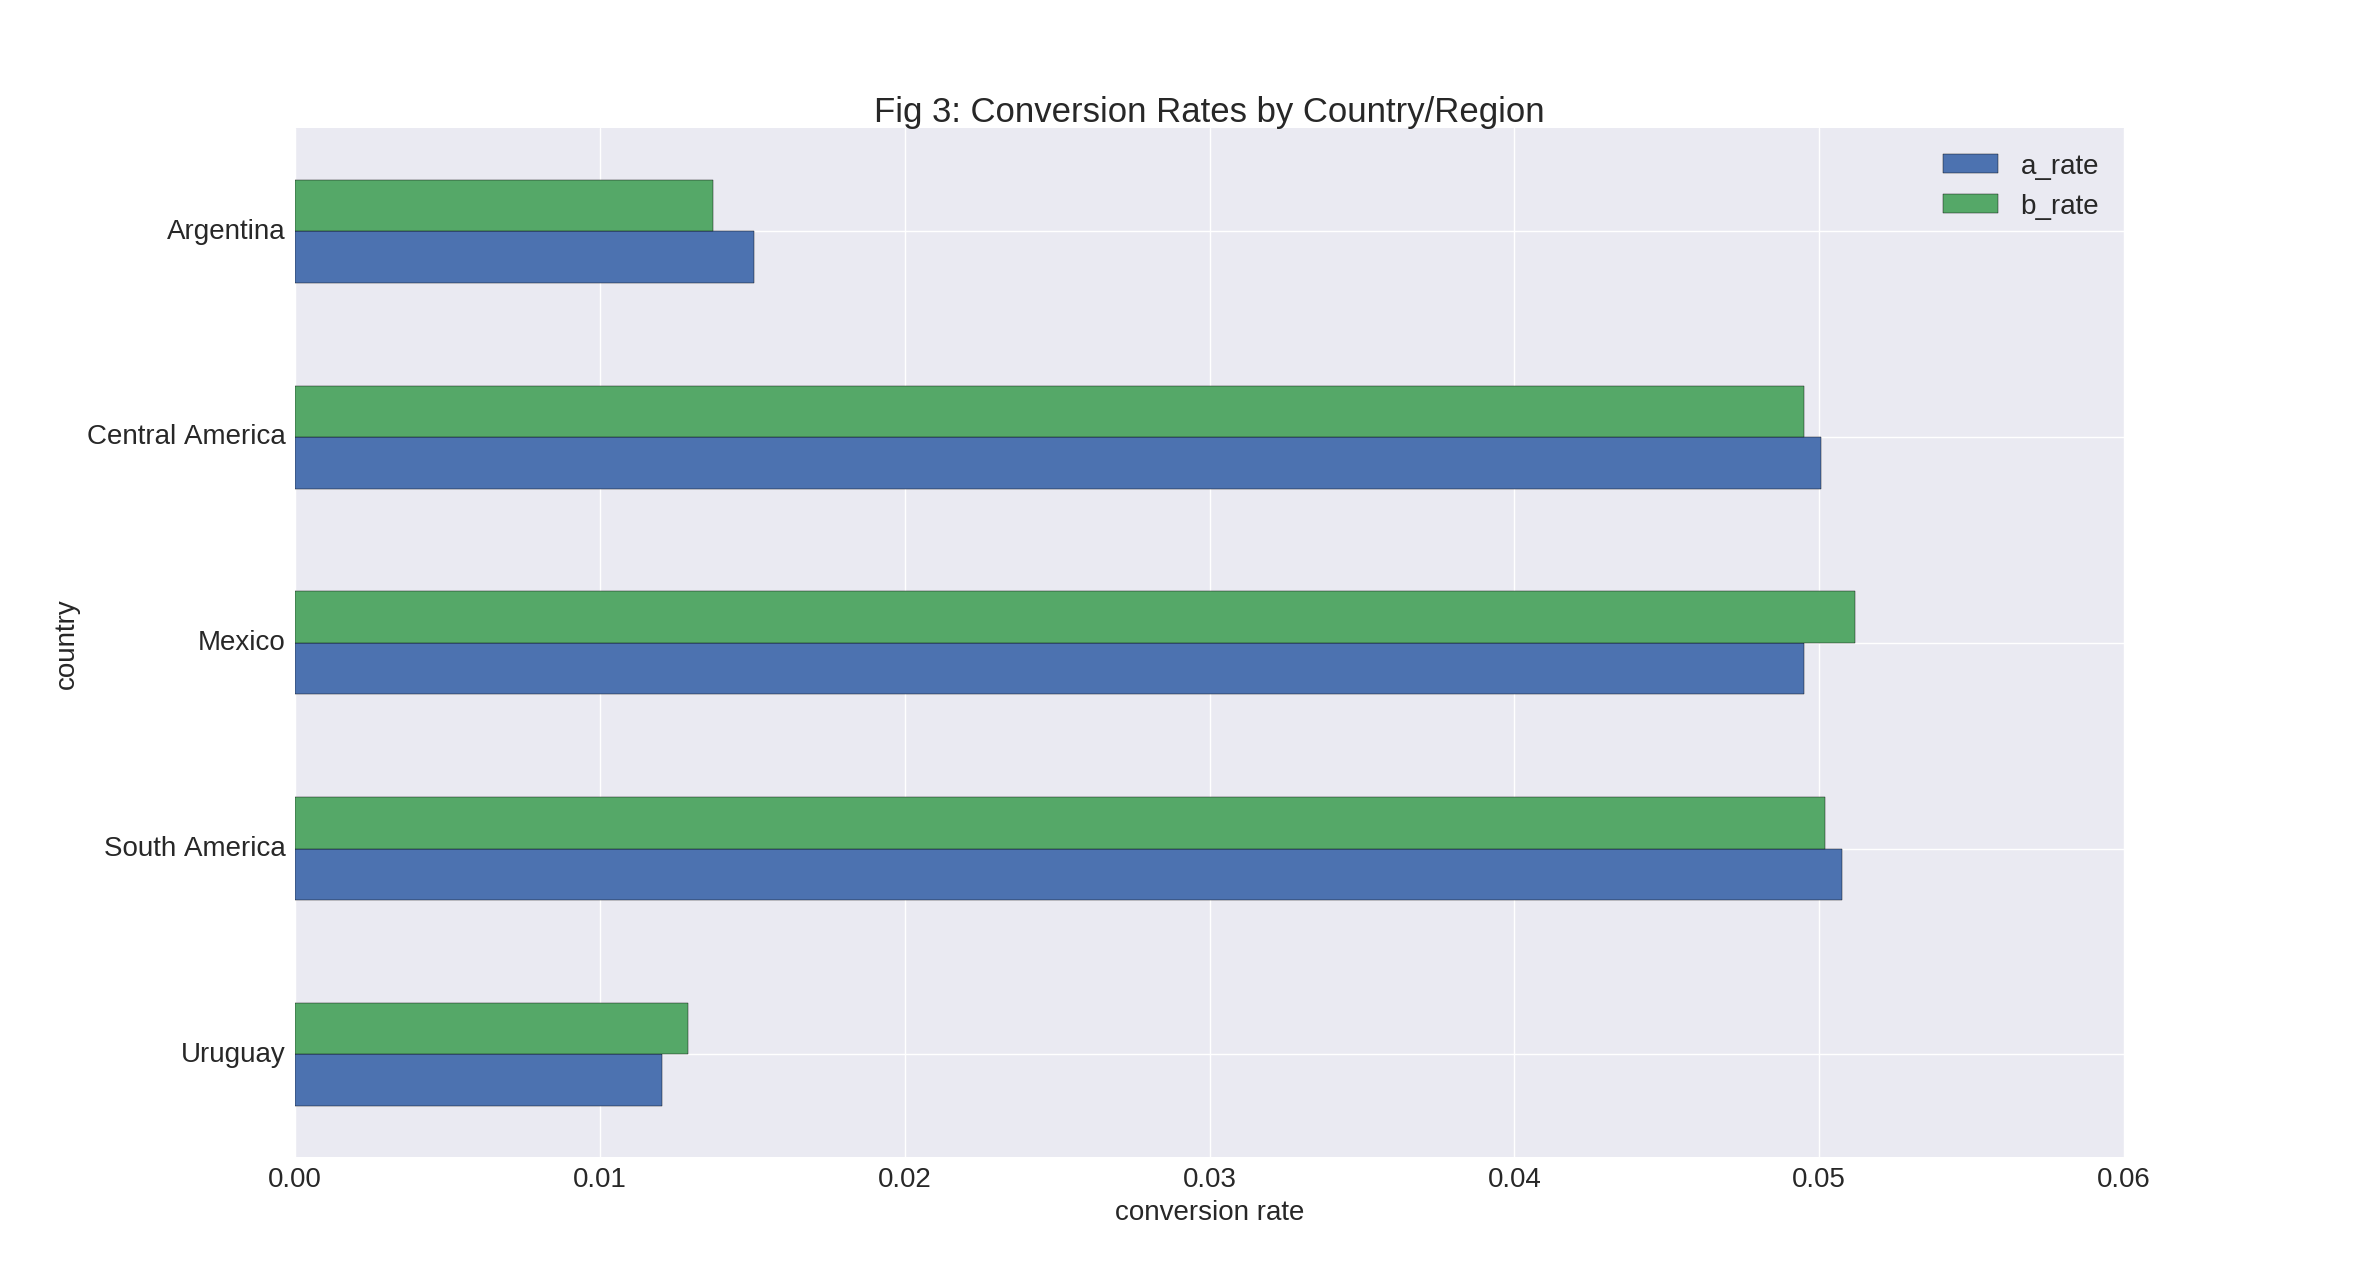 Fig 3: Conversion Rates by Country/Region
a_rate
b_rate
Argentina
Central America
Mexico
South America
Uruguay
country
0.00 0.01 0.02 0.03 0.04 0.05 0.06
conversion rate